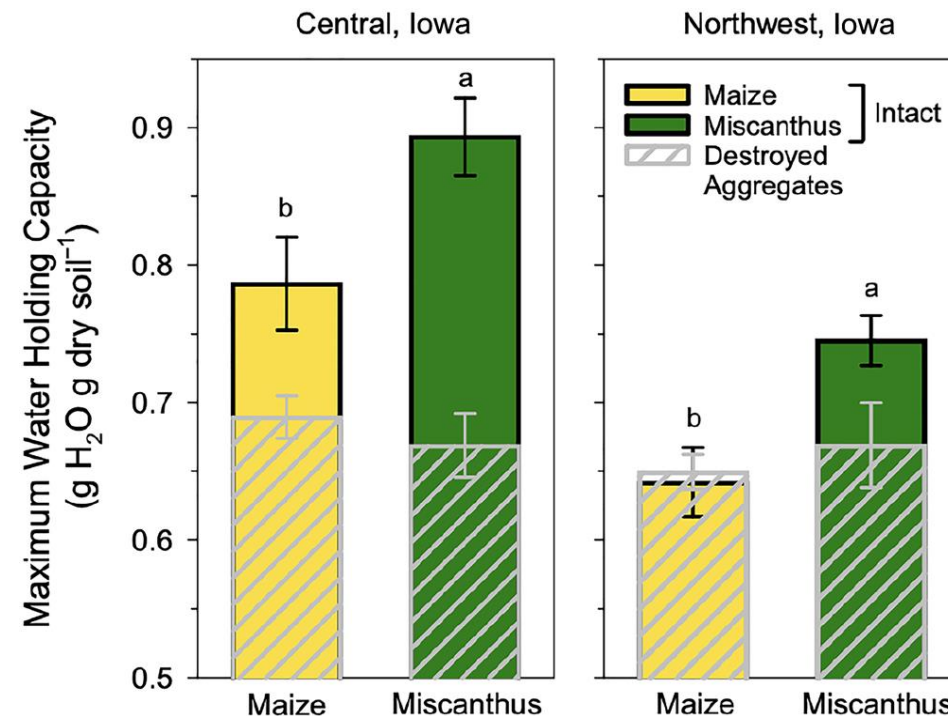 Central, Iowa
Northwest, Iowa
Maximum Water Holding Capacity
(g H₂O g dry soil⁻¹)
0.9
0.8
0.7
0.6
0.5
b
a
b
a
Maize
Miscanthus
Intact
Destroyed
Aggregates
Maize
Miscanthus
Maize
Miscanthus